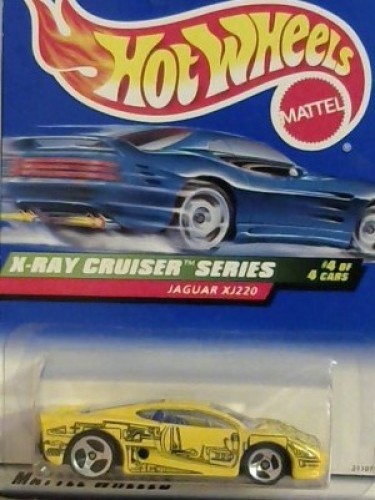 HOT WHEELS
MATTEL
®
X-RAY CRUISER™ SERIES
#4 OF
4 CARS
JAGUAR XJ220